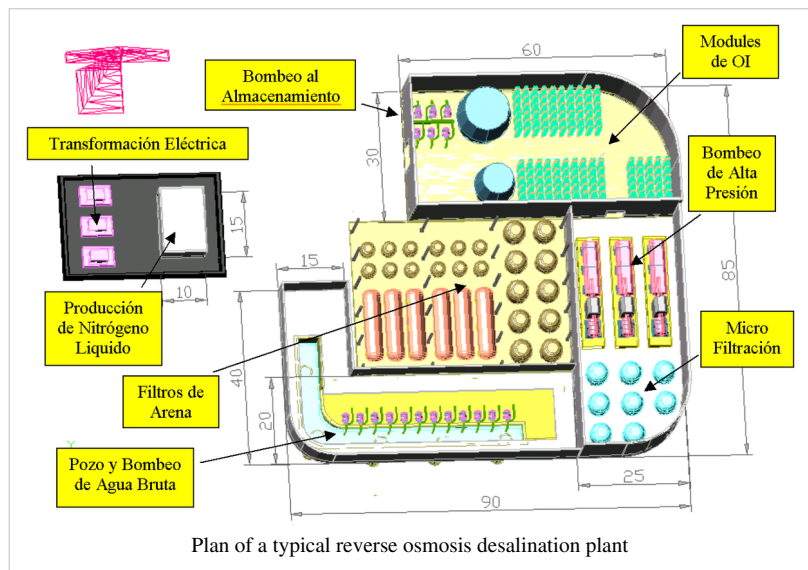 60
Modules
de OI
Bombeo al
Almacenamiento
Transformación Eléctrica
30
Bombeo
de Alta
Presión
15
15
10
85
Producción
de Nitrógeno
Liquido
Micro
Filtración
Filtros de
Arena
40
20
Pozo y Bombeo
de Agua Bruta
25
90
Y
Plan of a typical reverse osmosis desalination plant